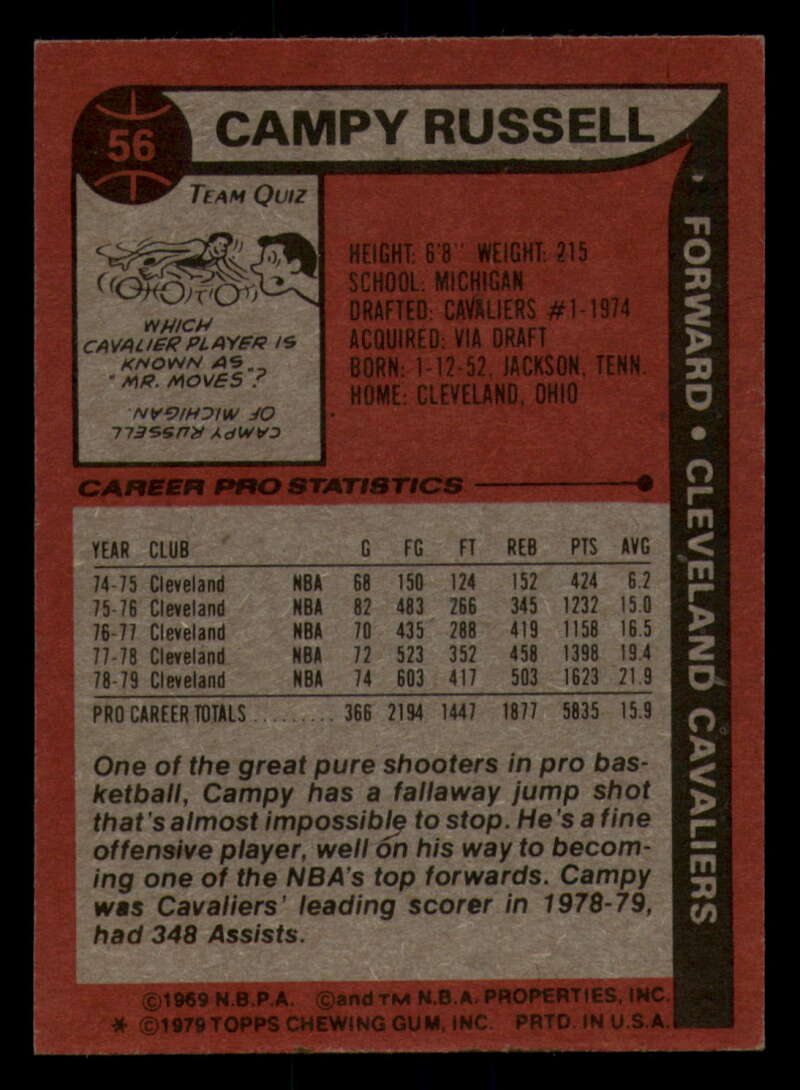 56
CAMPY RUSSELL
TEAM QUIZ
WHICH
CAVALIER PLAYER IS
KNOWN AS
"MR. MOVES"?
CAMPY RUSSELL
OF MICHIGAN
HEIGHT: 6'8" WEIGHT: 215
SCHOOL: MICHIGAN
DRAFTED: CAVALIERS #1-1974
ACQUIRED: VIA DRAFT
BORN: 1-12-52, JACKSON, TENN.
HOME: CLEVELAND, OHIO
FORWARD • CLEVELAND CAVALIERS
CAREER PRO STATISTICS
YEAR CLUB G FG FT REB PTS AVG
74-75 Cleveland NBA 68 150 124 152 424 6.2
75-76 Cleveland NBA 82 483 266 345 1232 15.0
76-77 Cleveland NBA 70 435 288 419 1158 16.5
77-78 Cleveland NBA 72 523 352 458 1398 19.4
78-79 Cleveland NBA 74 603 417 503 1623 21.9
PRO CAREER TOTALS .......... 366 2194 1447 1877 5835 15.9
One of the great pure shooters in pro bas-
ketball, Campy has a fallaway jump shot
that's almost impossible to stop. He's a fine
offensive player, well on his way to becom-
ing one of the NBA's top forwards. Campy
was Cavaliers' leading scorer in 1978-79,
had 348 Assists.
©1969 N.B.P.A. ©and TM N.B.A. PROPERTIES, INC.
* ©1979 TOPPS CHEWING GUM, INC. PRTD. IN U.S.A.